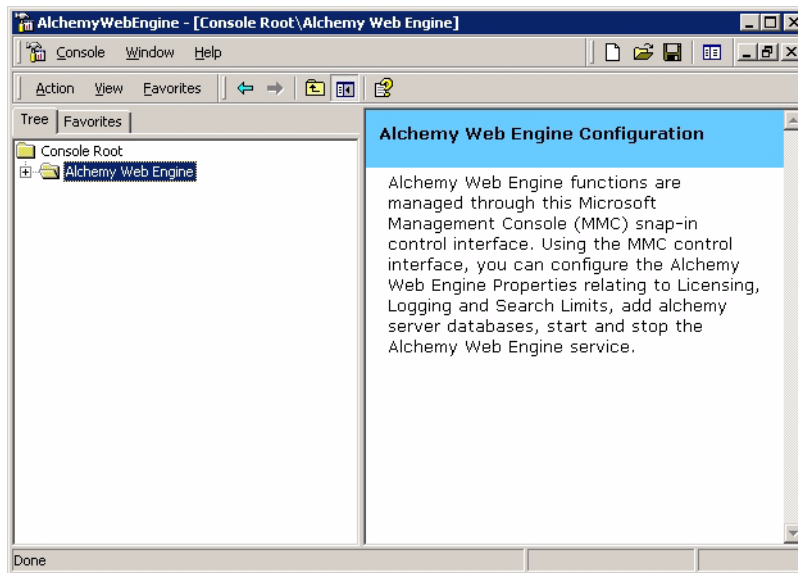 AlchemyWebEngine - [Console Root\Alchemy Web Engine]
Console Window Help
Action View Favorites
Tree Favorites
Console Root
Alchemy Web Engine
Alchemy Web Engine Configuration
Alchemy Web Engine functions are
managed through this Microsoft
Management Console (MMC) snap-in
control interface. Using the MMC control
interface, you can configure the Alchemy
Web Engine Properties relating to Licensing,
Logging and Search Limits, add alchemy
server databases, start and stop the
Alchemy Web Engine service.
Done